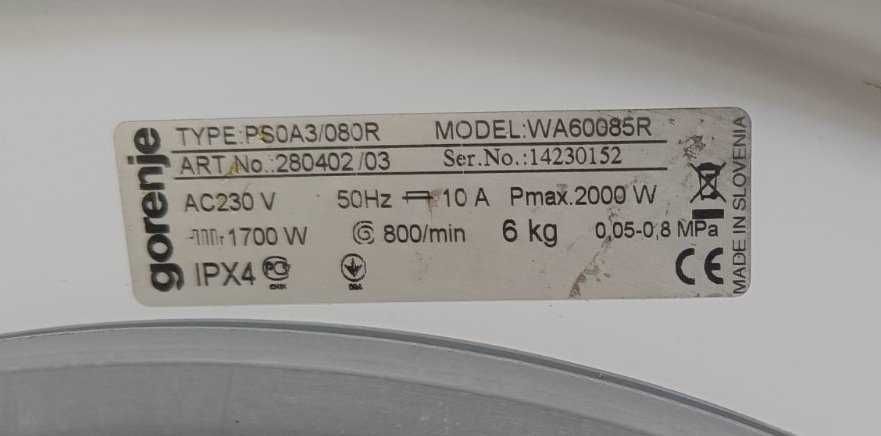 gorenje
TYPE:PS0A3/080R MODEL:WA60085R
ART.No.:280402/03 Ser.No.:14230152
AC230 V 50Hz 10 A Pmax.2000 W
1700 W 800/min 6 kg 0,05-0,8 MPa
IPX4 CE
MADE IN SLOVENIA